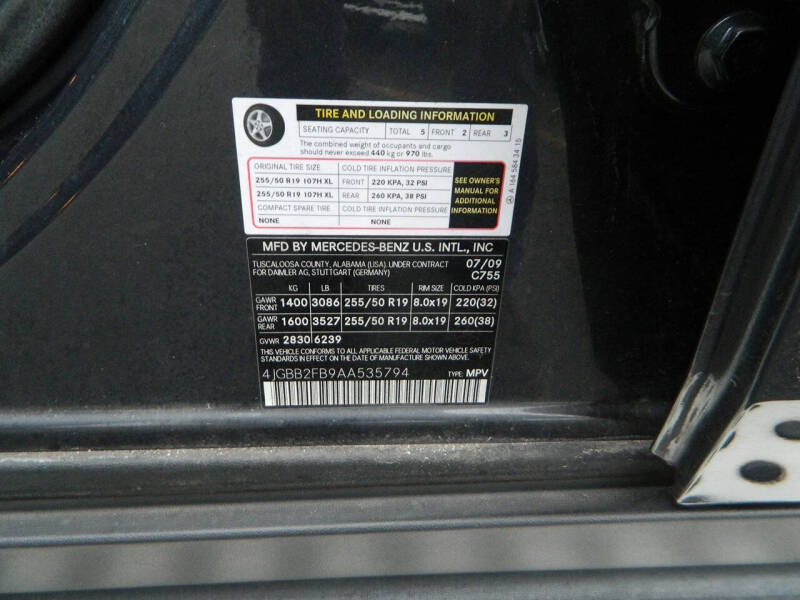 TIRE AND LOADING INFORMATION
SEATING CAPACITY TOTAL 5 FRONT 2 REAR 3
The combined weight of occupants and cargo
should never exceed 440 kg or 970 lbs.
ORIGINAL TIRE SIZE COLD TIRE INFLATION PRESSURE
255/50 R19 107H XL FRONT 220 KPA, 32 PSI
255/50 R19 107H XL REAR 260 KPA, 38 PSI
COMPACT SPARE TIRE COLD TIRE INFLATION PRESSURE
NONE NONE
SEE OWNER'S
MANUAL FOR
ADDITIONAL
INFORMATION
A 164 584 34 15
MFD BY MERCEDES-BENZ U.S. INTL., INC
TUSCALOOSA COUNTY, ALABAMA (USA). UNDER CONTRACT 07/09
FOR DAIMLER AG, STUTTGART (GERMANY) C755
KG LB TIRES RIM SIZE COLD KPA (PSI)
GAWR FRONT 1400 3086 255/50 R19 8.0x19 220(32)
GAWR REAR 1600 3527 255/50 R19 8.0x19 260(38)
GVWR 2830 6239
THIS VEHICLE CONFORMS TO ALL APPLICABLE FEDERAL MOTOR VEHICLE SAFETY
STANDARDS IN EFFECT ON THE DATE OF MANUFACTURE SHOWN ABOVE.
4JGBB2FB9AA535794 TYPE: MPV